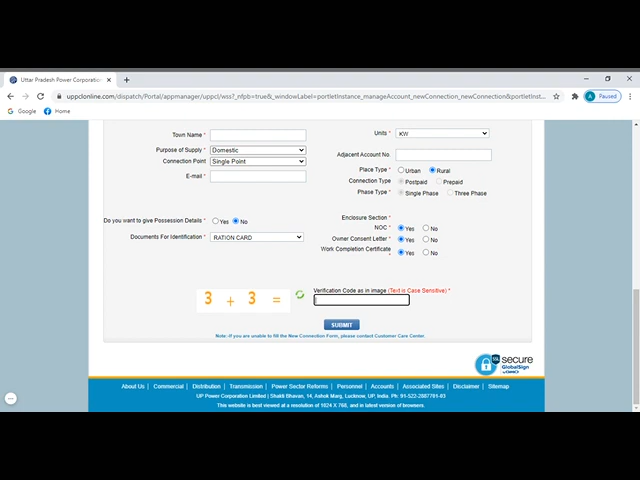 Uttar Pradesh Power Corporation
uppclonline.com/dispatch/Portal/appmanager/uppcl/wss?_nfpb=true&_windowLabel=portletInstance_manageAccount_newConnection_newConnection&portletInst...
A Paused
Google Home
Town Name *
Units * KW
Purpose of Supply * Domestic
Adjacent Account No.
Connection Point Single Point
Place Type * Urban Rural
E-mail *
Connection Type Postpaid Prepaid
Phase Type * Single Phase Three Phase
Do you want to give Possession Details * Yes No
Enclosure Section *
NOC * Yes No
Documents For Identification * RATION CARD
Owner Consent Letter * Yes No
Work Completion Certificate * Yes No
Verification Code as in image (Text is Case Sensitive) *
3 + 3 =
SUBMIT
Note:-If you are unable to fill the New Connection Form, please contact Customer Care Center.
SSL secure
GlobalSign
About Us | Commercial | Distribution | Transmission | Power Sector Reforms | Personnel | Accounts | Associated Sites | Disclaimer | Sitemap
UP Power Corporation Limited | Shakti Bhavan, 14, Ashok Marg, Lucknow, UP, India. Ph: 91-522-2887701-03
This website is best viewed at a resolution of 1024 X 768, and in latest version of browsers.